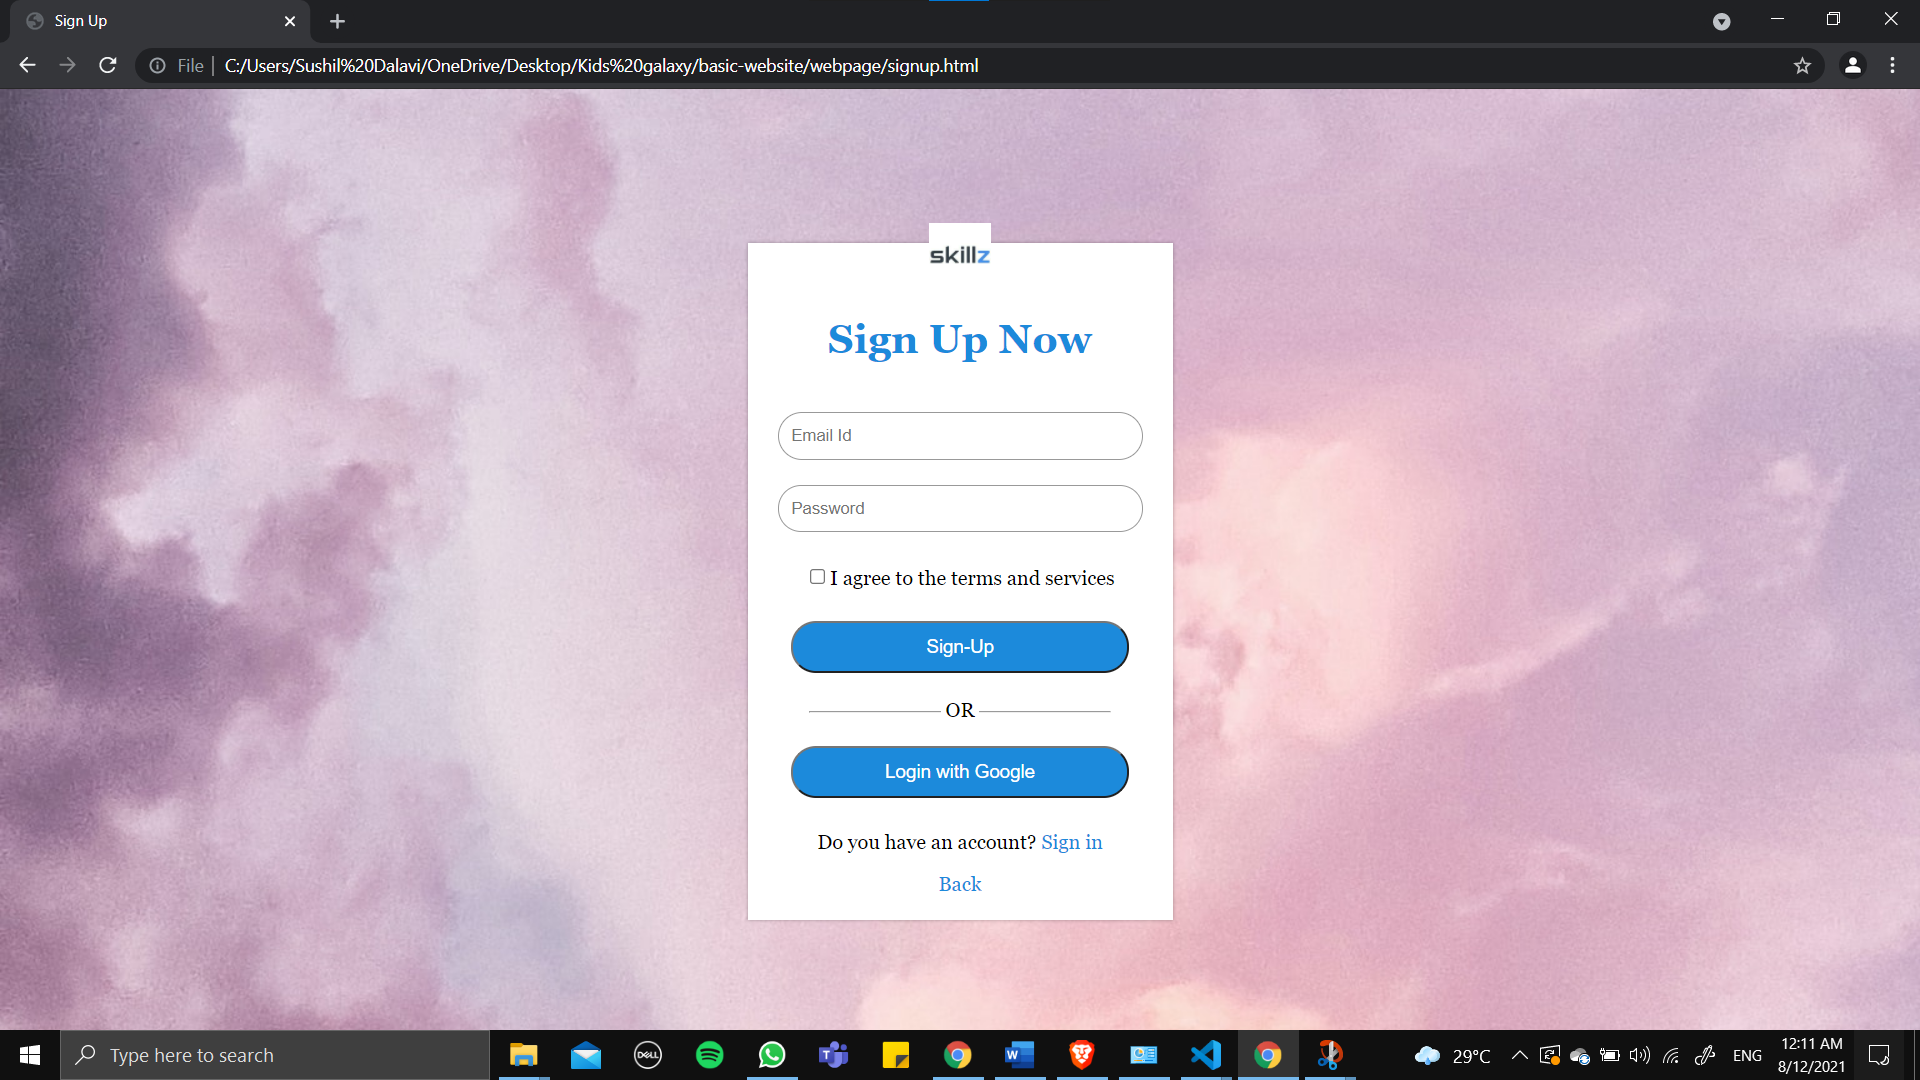 Sign Up
File
C:/Users/Sushil%20Dalavi/OneDrive/Desktop/Kids%20galaxy/basic-website/webpage/signup.html
skillz
Sign Up Now
Email Id
Password
I agree to the terms and services
Sign-Up
OR
Login with Google
Do you have an account? Sign in
Back
Type here to search
DELL
W
29°C
ENG
12:11 AM
8/12/2021